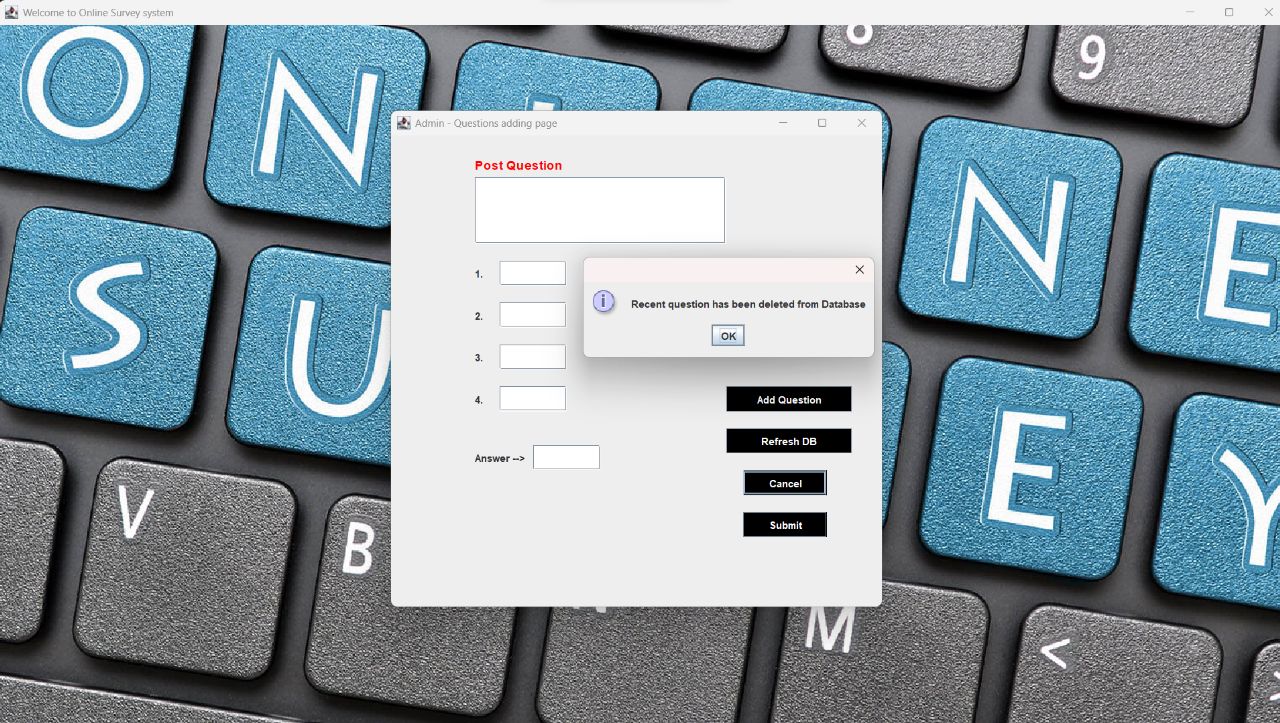 Welcome to Online Survey system
O N N E
8 9
Admin - Questions adding page
Post Question
1.
2.
3.
4.
Recent question has been deleted from Database
OK
Add Question
Refresh DB
Answer -->
Cancel
Submit
S U E Y
V B M <